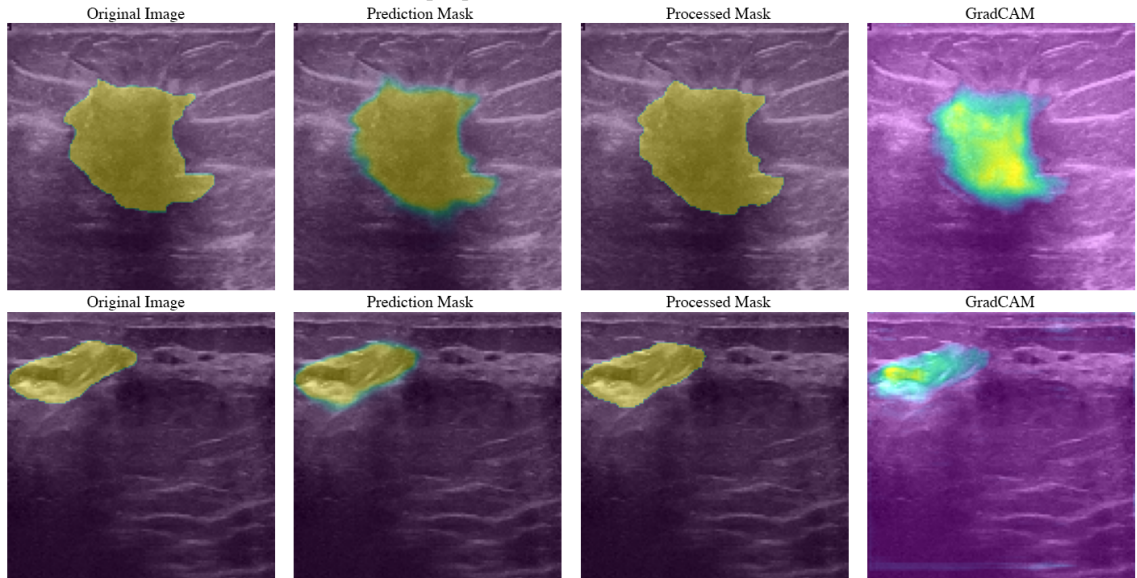 Original Image
Prediction Mask
Processed Mask
GradCAM
Original Image
Prediction Mask
Processed Mask
GradCAM